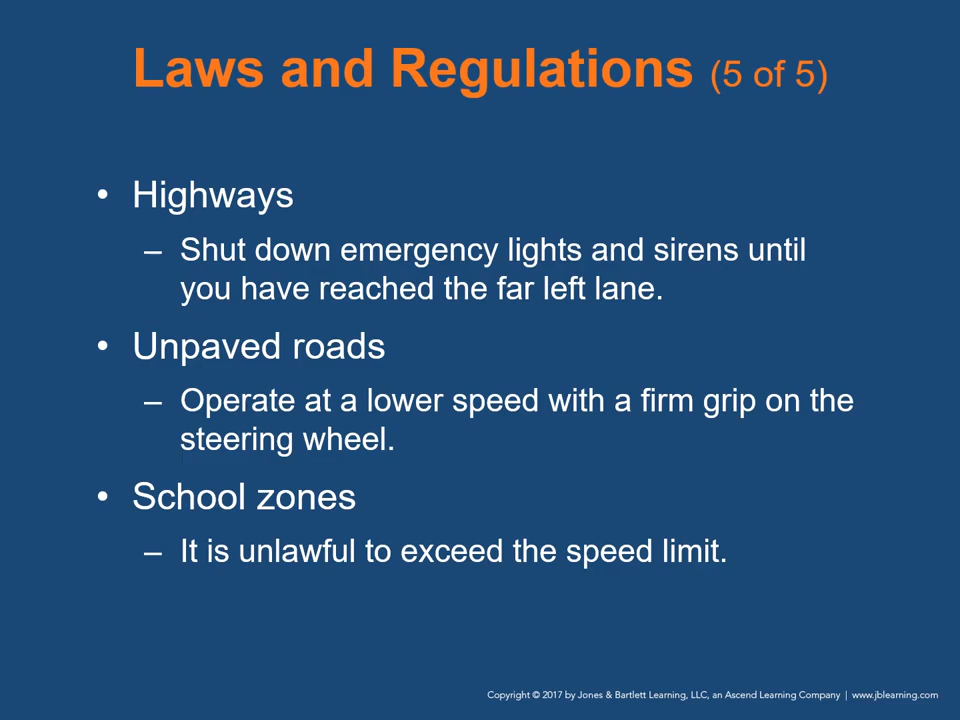 Laws and Regulations (5 of 5)
• Highways
– Shut down emergency lights and sirens until
you have reached the far left lane.
• Unpaved roads
– Operate at a lower speed with a firm grip on the
steering wheel.
• School zones
– It is unlawful to exceed the speed limit.
Copyright © 2017 by Jones & Bartlett Learning, LLC, an Ascend Learning Company | www.jblearning.com